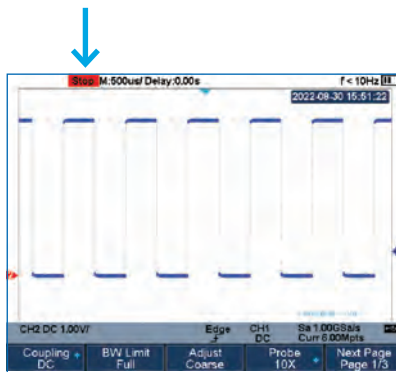 Stop M:500us/ Delay:0.00s f < 10Hz
2022-09-30 15:51:22
2
CH2 DC 1.00V/ Edge CH1 Sa 1.00GSa/s
DC Curr 6.00Mpts
Coupling BW Limit Adjust Probe Next Page
DC Full Coarse 10X Page 1/3